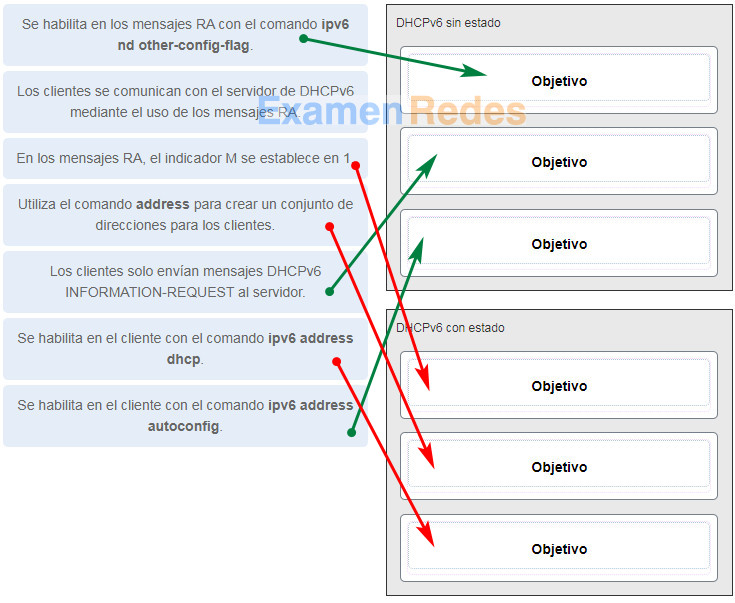 Se habilita en los mensajes RA con el comando ipv6
nd other-config-flag.
Los clientes se comunican con el servidor de DHCPv6
mediante el uso de los mensajes RA.
En los mensajes RA, el indicador M se establece en 1.
Utiliza el comando address para crear un conjunto de
direcciones para los clientes.
Los clientes solo envían mensajes DHCPv6
INFORMATION-REQUEST al servidor.
Se habilita en el cliente con el comando ipv6 address
dhcp.
Se habilita en el cliente con el comando ipv6 address
autoconfig.
ExamenRedes
DHCPv6 sin estado
Objetivo
Objetivo
Objetivo
DHCPv6 con estado
Objetivo
Objetivo
Objetivo